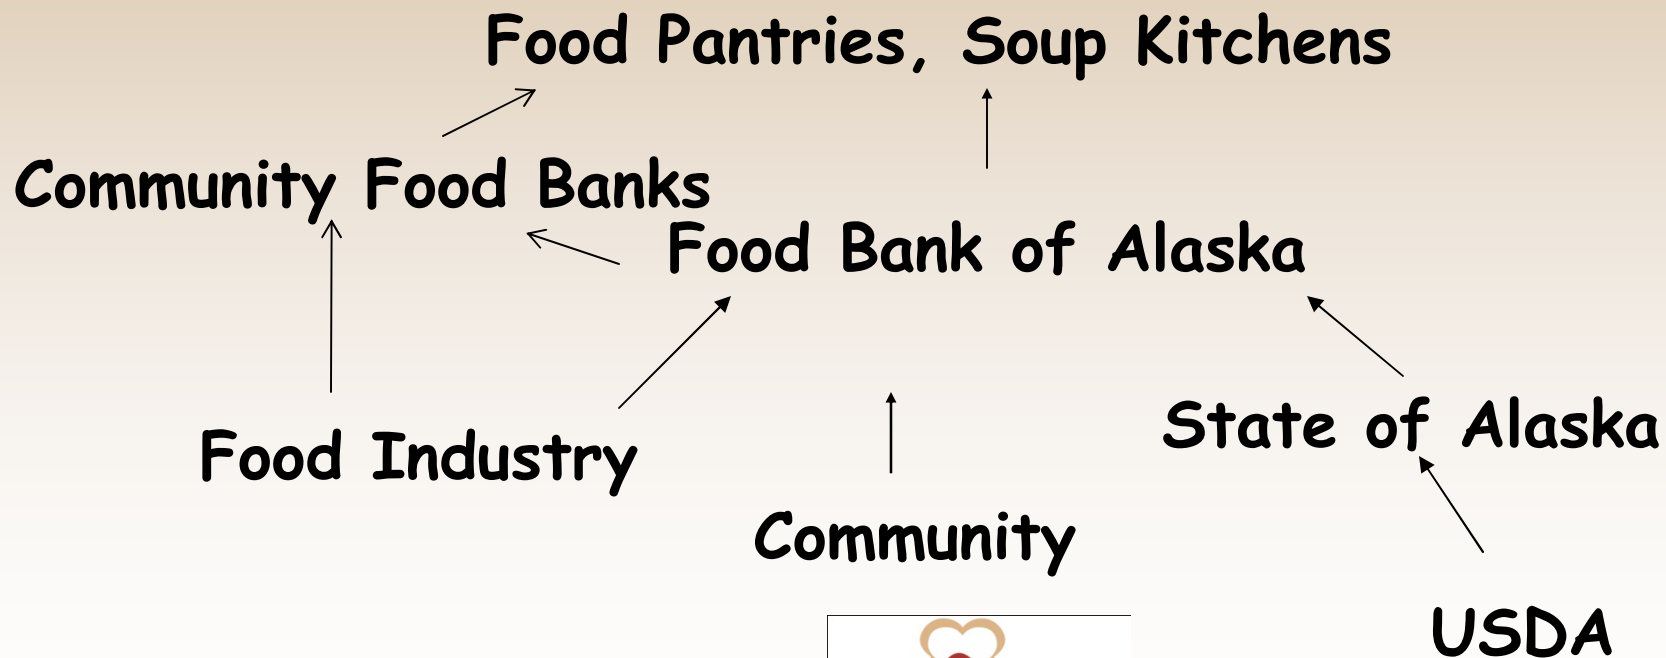 Food Pantries, Soup Kitchens
Community Food Banks
Food Bank of Alaska
State of Alaska
Food Industry
Community
USDA